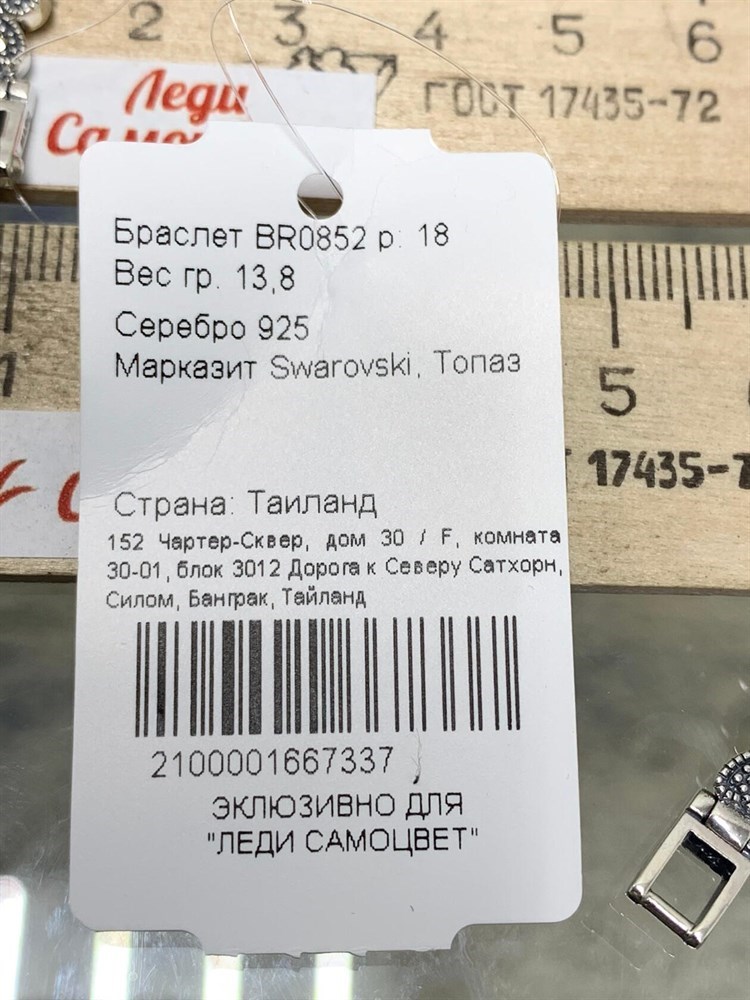 2 3 4 5 6
Леди
ГОСТ 17435-72
Браслет BR0852 р: 18
Вес гр. 13,8
Серебро 925
Марказит Swarovski, Топаз
1 5
17435-7
Страна: Таиланд
152 Чартер-Сквер, дом 30 / F, комната
30-01, блок 3012 Дорога к Северу Сатхорн,
Силом, Банграк, Тайланд
2100001667337
ЭКЛЮЗИВНО ДЛЯ
"ЛЕДИ САМОЦВЕТ"